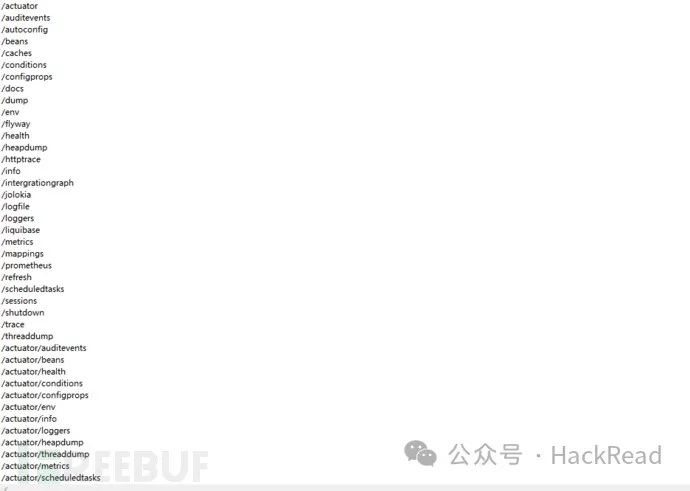 /actuator
/auditevents
/autoconfig
/beans
/caches
/conditions
/configprops
/docs
/dump
/env
/flyway
/health
/heapdump
/httptrace
/info
/intergrationgraph
/jolokia
/logfile
/loggers
/liquibase
/metrics
/mappings
/prometheus
/refresh
/scheduledtasks
/sessions
/shutdown
/trace
/threaddump
/actuator/auditevents
/actuator/beans
/actuator/health
/actuator/conditions
/actuator/configprops
/actuator/env
/actuator/info
/actuator/loggers
/actuator/heapdump
/actuator/threaddump
/actuator/metrics
/actuator/scheduledtasks
REEBUF
公众号 · HackRead